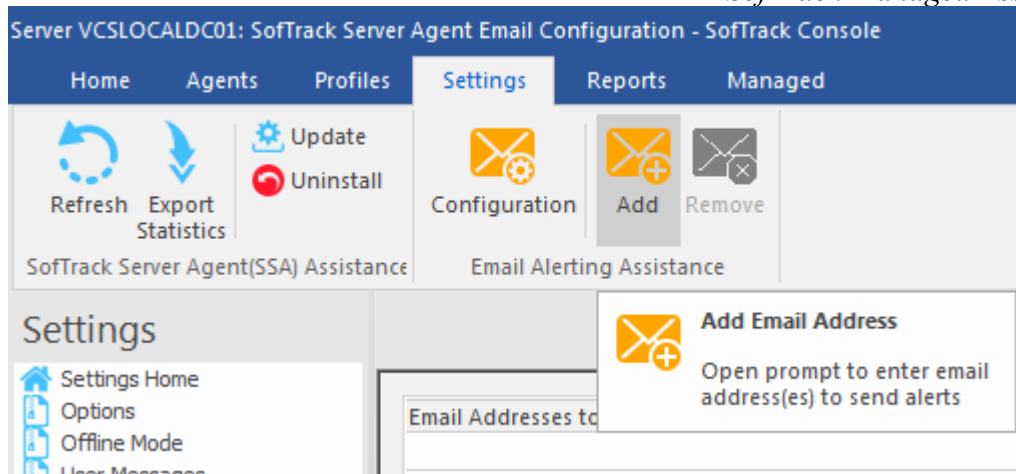 Server VCSLOCALDC01: SofTrack Server Agent Email Configuration - SofTrack Console
Home Agents Profiles Settings Reports Managed
Refresh
Export
Statistics
Update
Uninstall
Configuration
Add
Remove
SofTrack Server Agent(SSA) Assistance
Email Alerting Assistance
Settings
Settings Home
Options
Offline Mode
User Messages
Add Email Address
Open prompt to enter email
address(es) to send alerts
Email Addresses to